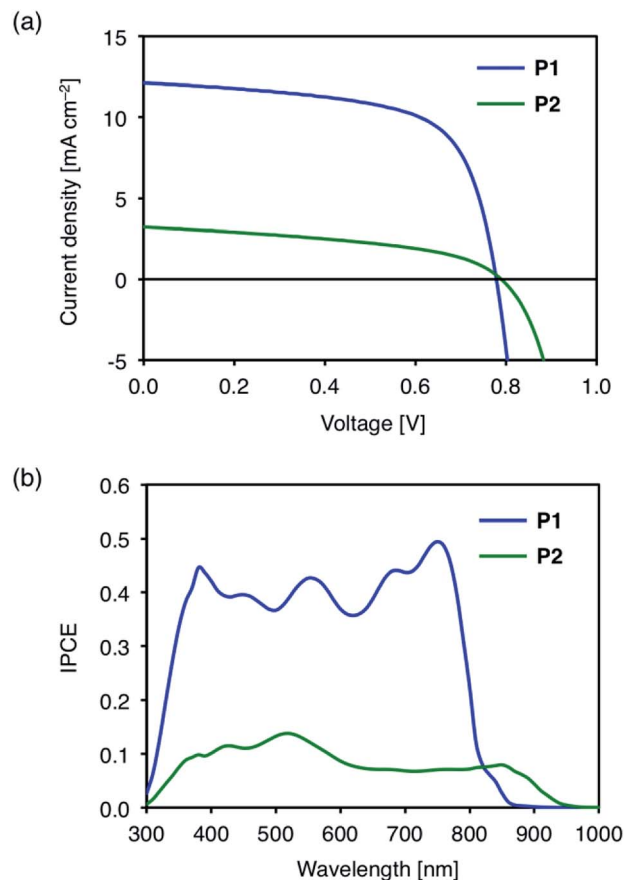 (a)
15
10
5
0
-5
0.0 0.2 0.4 0.6 0.8 1.0
Current density [mA cm⁻²]
Voltage [V]
P1
P2
(b)
0.6
0.5
0.4
0.3
0.2
0.1
0.0
300 400 500 600 700 800 900 1000
IPCE
Wavelength [nm]
P1
P2